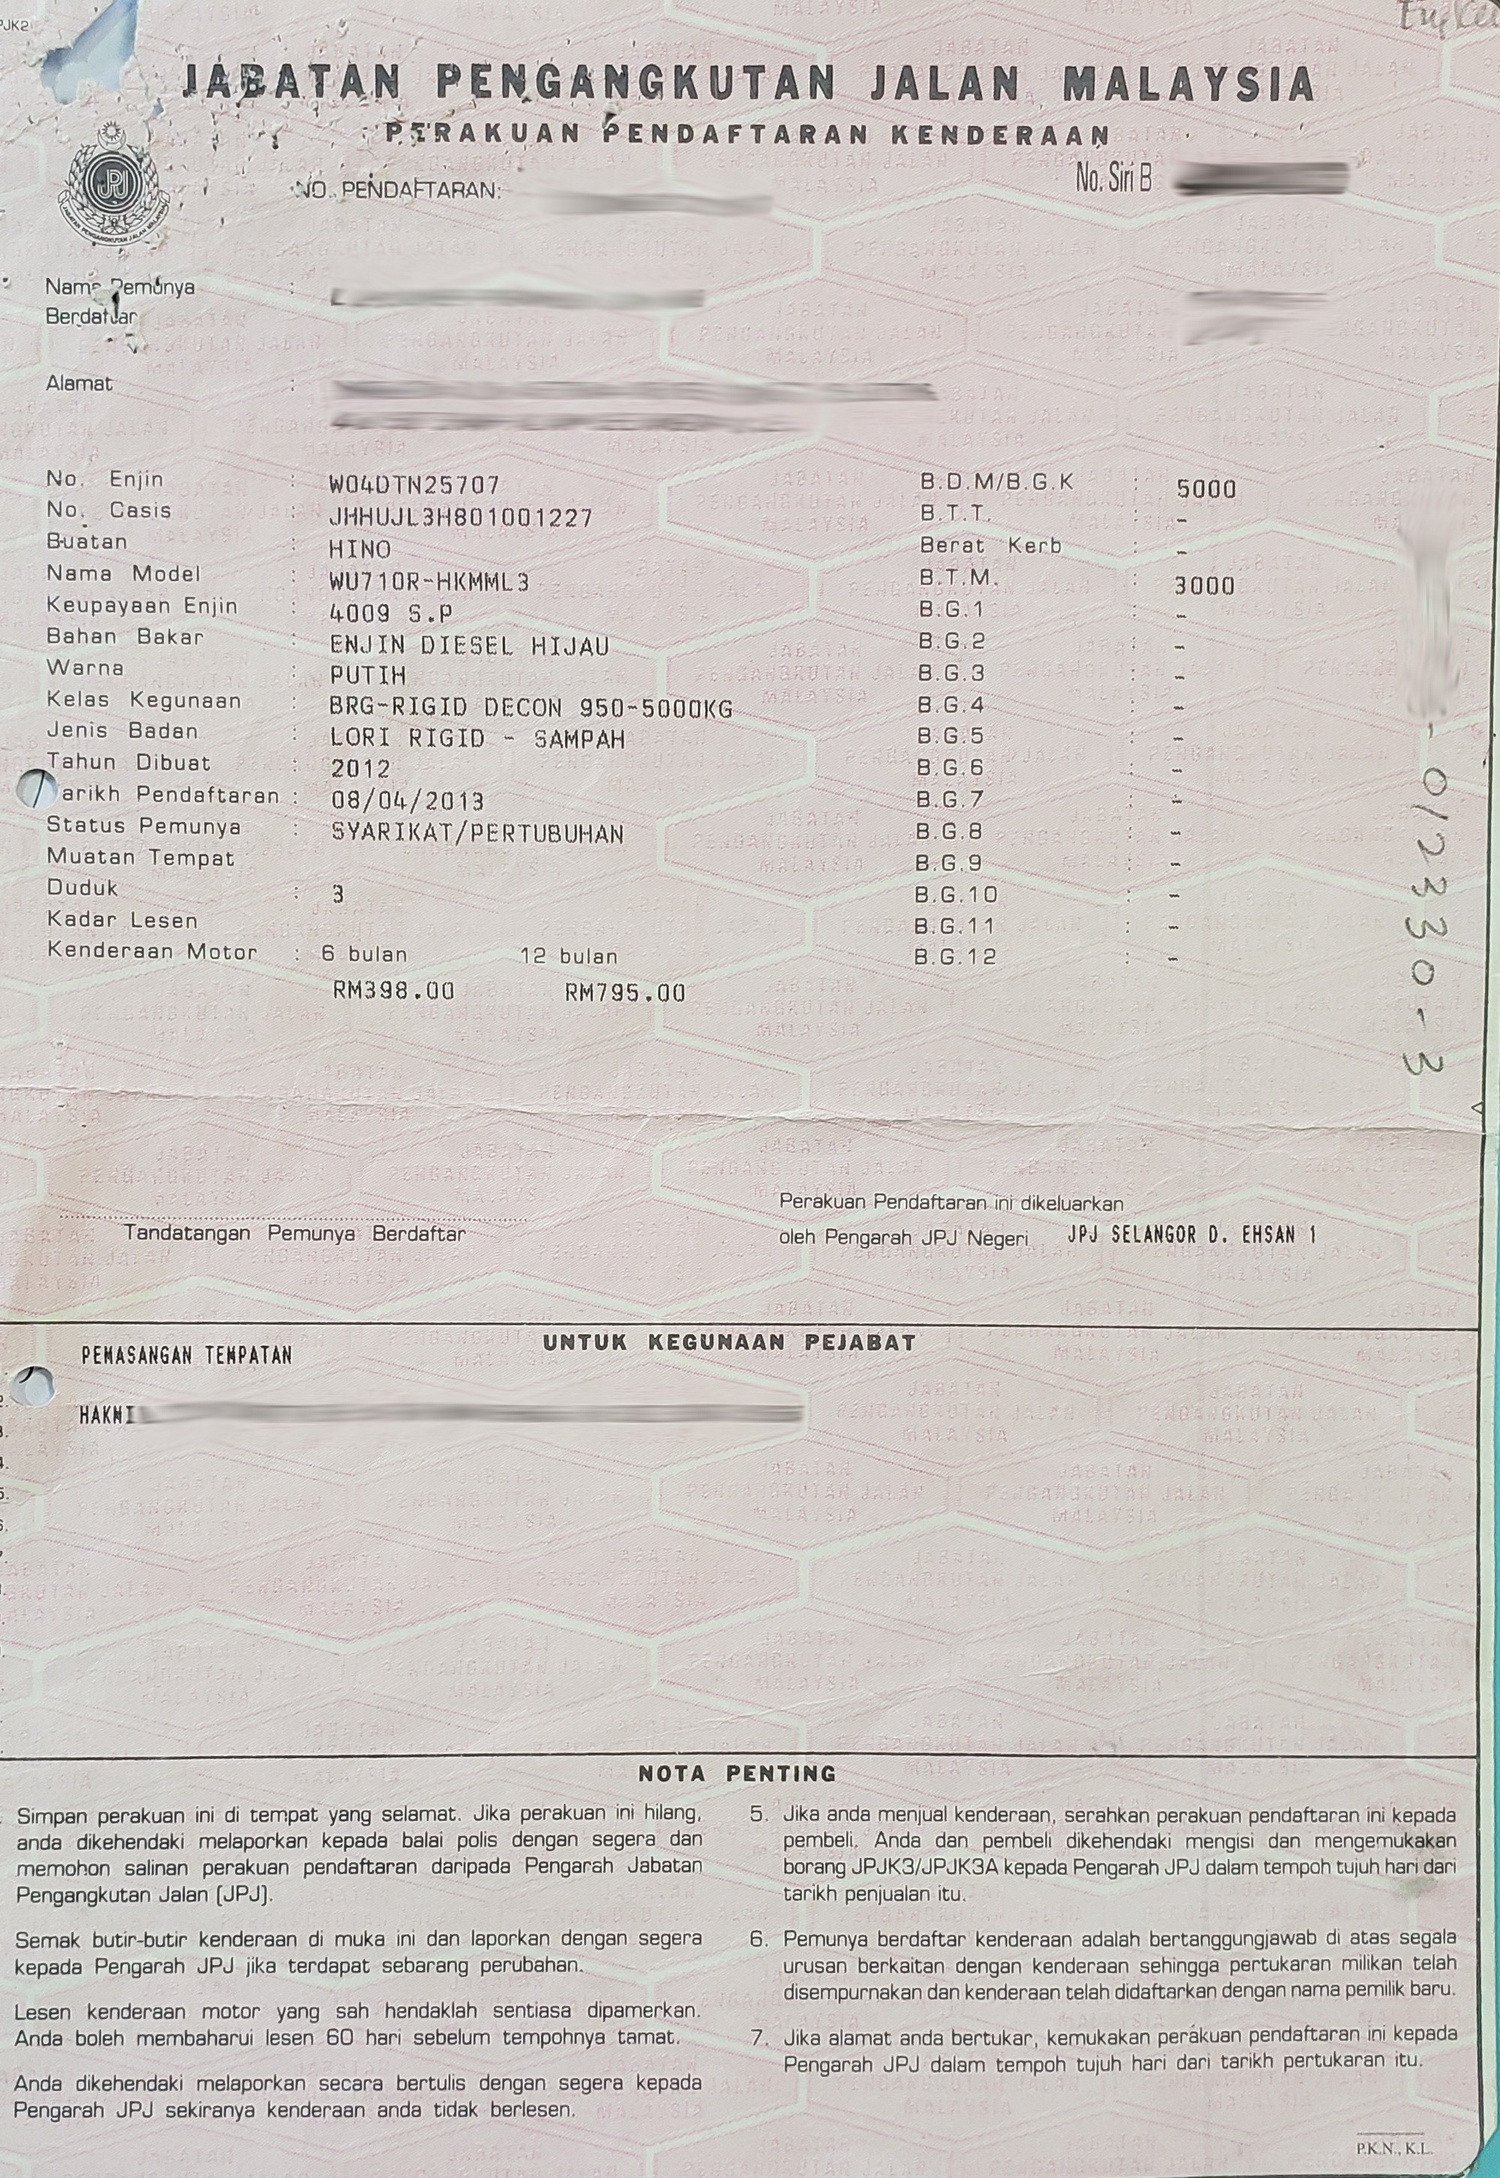 PJK2
JABATAN PENGANGKUTAN JALAN MALAYSIA
PERAKUAN PENDAFTARAN KENDERAAN
No. Siri B
JPJ
JABATAN PENGANGKUTAN JALAN MALAYSIA
NO. PENDAFTARAN:
Nama Pemunya :
Berdaftar
Alamat :
No. Enjin : W04DTN25707
No. Casis : JHHUJL3H801001227
Buatan : HINO
Nama Model : WU710R-HKMML3
Keupayaan Enjin : 4009 S.P
Bahan Bakar : ENJIN DIESEL HIJAU
Warna : PUTIH
Kelas Kegunaan : BRG-RIGID DECON 950-5000KG
Jenis Badan : LORI RIGID - SAMPAH
Tahun Dibuat : 2012
arikh Pendaftaran : 08/04/2013
Status Pemunya : SYARIKAT/PERTUBUHAN
Muatan Tempat
Duduk : 3
Kadar Lesen
Kenderaan Motor : 6 bulan 12 bulan
RM398.00 RM795.00
B.D.M/B.G.K : 5000
B.T.T. : -
Berat Kerb : -
B.T.M. : 3000
B.G.1 : -
B.G.2 : -
B.G.3 : -
B.G.4 : -
B.G.5 : -
B.G.6 : -
B.G.7 : -
B.G.8 : -
B.G.9 : -
B.G.10 : -
B.G.11 : -
B.G.12 : -
- 012330-3
Tandatangan Pemunya Berdaftar
Perakuan Pendaftaran ini dikeluarkan
oleh Pengarah JPJ Negeri JPJ SELANGOR D. EHSAN 1
UNTUK KEGUNAAN PEJABAT
PEMASANGAN TEMPATAN
HAKMI
2.
3.
4.
5.
6.
NOTA PENTING
Simpan perakuan ini di tempat yang selamat. Jika perakuan ini hilang,
anda dikehendaki melaporkan kepada balai polis dengan segera dan
memohon salinan perakuan pendaftaran daripada Pengarah Jabatan
Pengangkutan Jalan (JPJ).
Semak butir-butir kenderaan di muka ini dan laporkan dengan segera
kepada Pengarah JPJ jika terdapat sebarang perubahan.
Lesen kenderaan motor yang sah hendaklah sentiasa dipamerkan.
Anda boleh membaharui lesen 60 hari sebelum tempohnya tamat.
Anda dikehendaki melaporkan secara bertulis dengan segera kepada
Pengarah JPJ sekiranya kenderaan anda tidak berlesen.
5. Jika anda menjual kenderaan, serahkan perakuan pendaftaran ini kepada
pembeli. Anda dan pembeli dikehendaki mengisi dan mengemukakan
borang JPJK3/JPJK3A kepada Pengarah JPJ dalam tempoh tujuh hari dari
tarikh penjualan itu.
6. Pemunya berdaftar kenderaan adalah bertanggungjawab di atas segala
urusan berkaitan dengan kenderaan sehingga pertukaran milikan telah
disempurnakan dan kenderaan telah didaftarkan dengan nama pemilik baru.
7. Jika alamat anda bertukar, kemukakan perakuan pendaftaran ini kepada
Pengarah JPJ dalam tempoh tujuh hari dari tarikh pertukaran itu.
P.K.N., K.L.